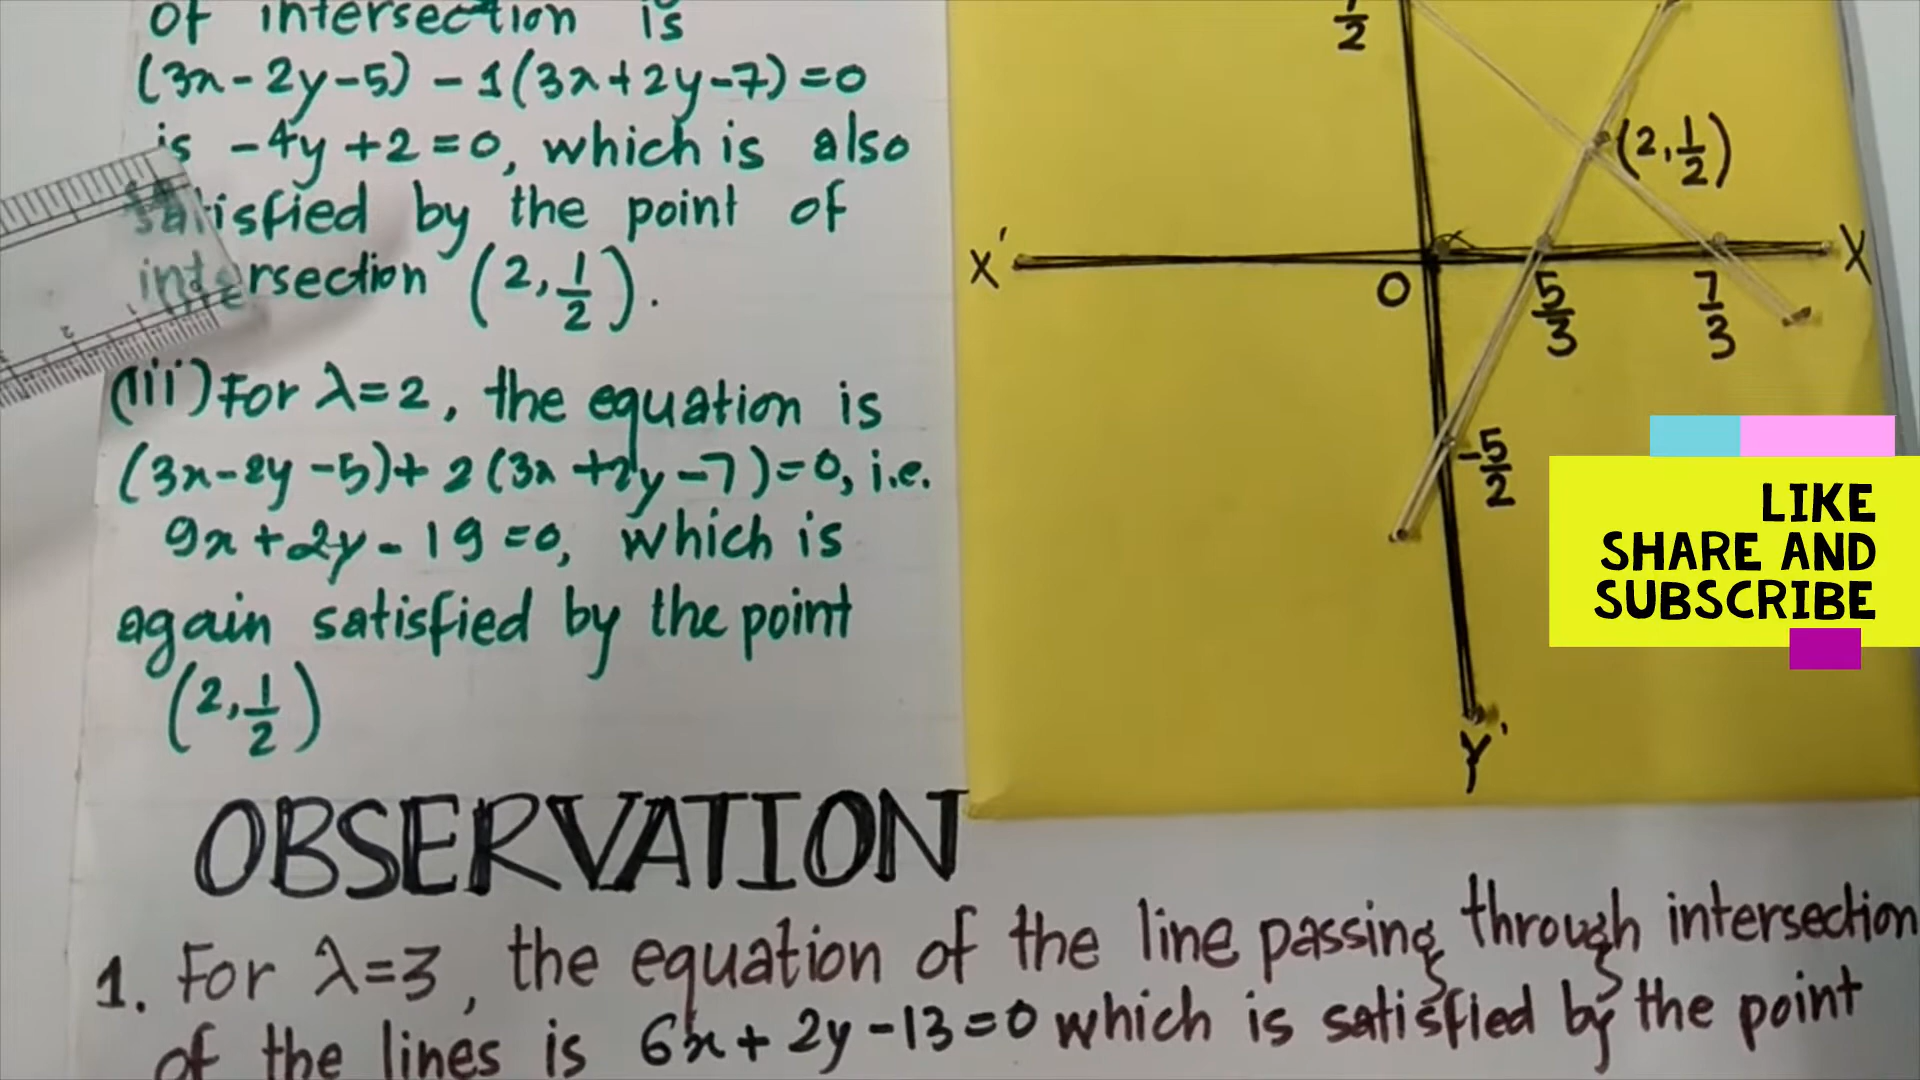 of intersection is
(3x-2y-5) - 1(3x+2y-7)=0
is -4y+2=0, which is also
satisfied by the point of
intersection (2, 1/2).
(iii) For λ=2, the equation is
(3x-2y-5)+ 2(3x+2y-7)=0, i.e.
9x+2y-19=0, which is
again satisfied by the point
(2, 1/2)
OBSERVATION
1. For λ=3, the equation of the line passing through intersection
of the lines is 6x+2y-13=0 which is satisfied by the point
7/2
(2, 1/2)
X'
X
O
5/3
7/3
-5/2
Y'
LIKE
SHARE AND
SUBSCRIBE
1
2